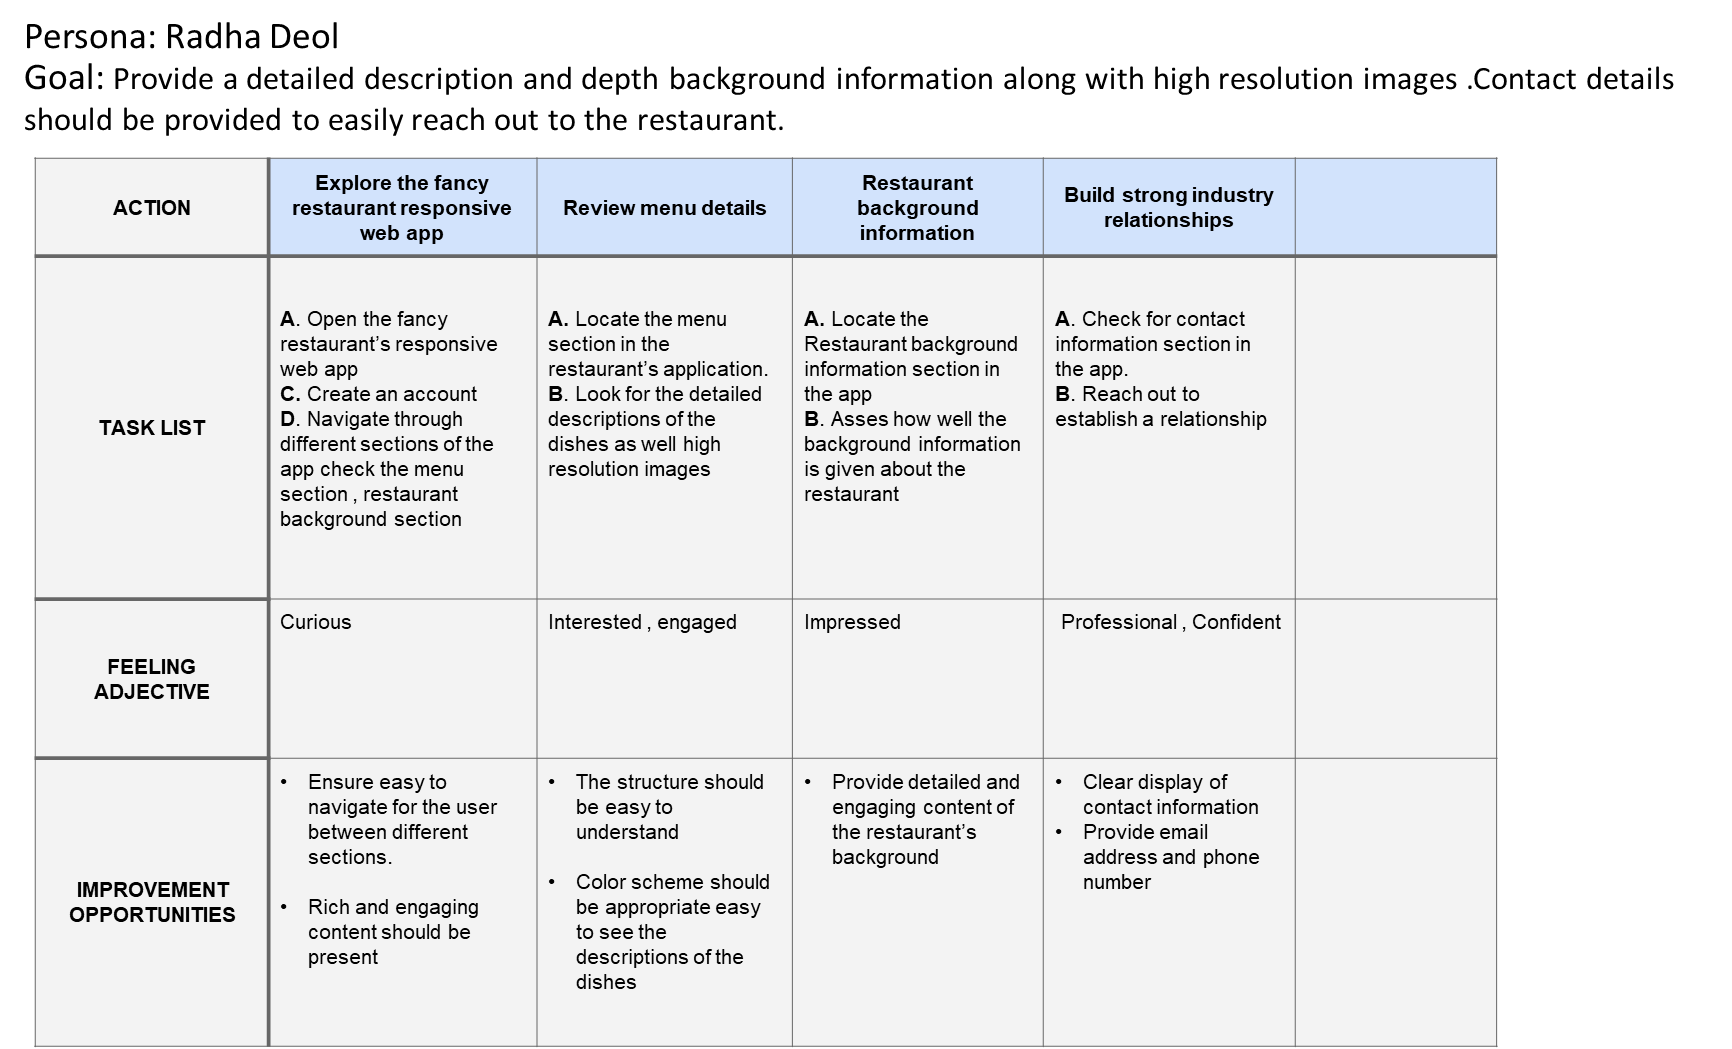 Persona: Radha Deol
Goal: Provide a detailed description and depth background information along with high resolution images .Contact details
should be provided to easily reach out to the restaurant.
ACTION
Explore the fancy
restaurant responsive
web app
Review menu details
Restaurant
background
information
Build strong industry
relationships
TASK LIST
A. Open the fancy
restaurant’s responsive
web app
C. Create an account
D. Navigate through
different sections of the
app check the menu
section , restaurant
background section
A. Locate the menu
section in the
restaurant’s application.
B. Look for the detailed
descriptions of the
dishes as well high
resolution images
A. Locate the
Restaurant background
information section in
the app
B. Asses how well the
background information
is given about the
restaurant
A. Check for contact
information section in
the app.
B. Reach out to
establish a relationship
FEELING
ADJECTIVE
Curious
Interested , engaged
Impressed
Professional , Confident
IMPROVEMENT
OPPORTUNITIES
• Ensure easy to
navigate for the user
between different
sections.
• Rich and engaging
content should be
present
• The structure should
be easy to
understand
• Color scheme should
be appropriate easy
to see the
descriptions of the
dishes
• Provide detailed and
engaging content of
the restaurant’s
background
• Clear display of
contact information
• Provide email
address and phone
number